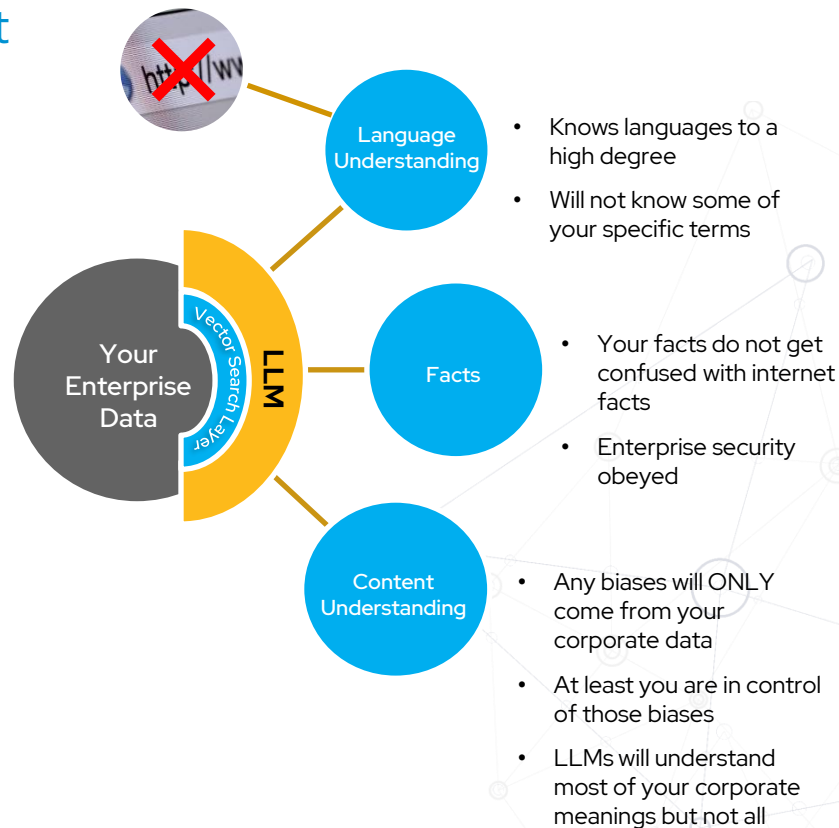 t
http://ww
Language
Understanding
• Knows languages to a
high degree
• Will not know some of
your specific terms
Your
Enterprise
Data
Vector Search Layer
LLM
Facts
• Your facts do not get
confused with internet
facts
• Enterprise security
obeyed
Content
Understanding
• Any biases will ONLY
come from your
corporate data
• At least you are in control
of those biases
• LLMs will understand
most of your corporate
meanings but not all